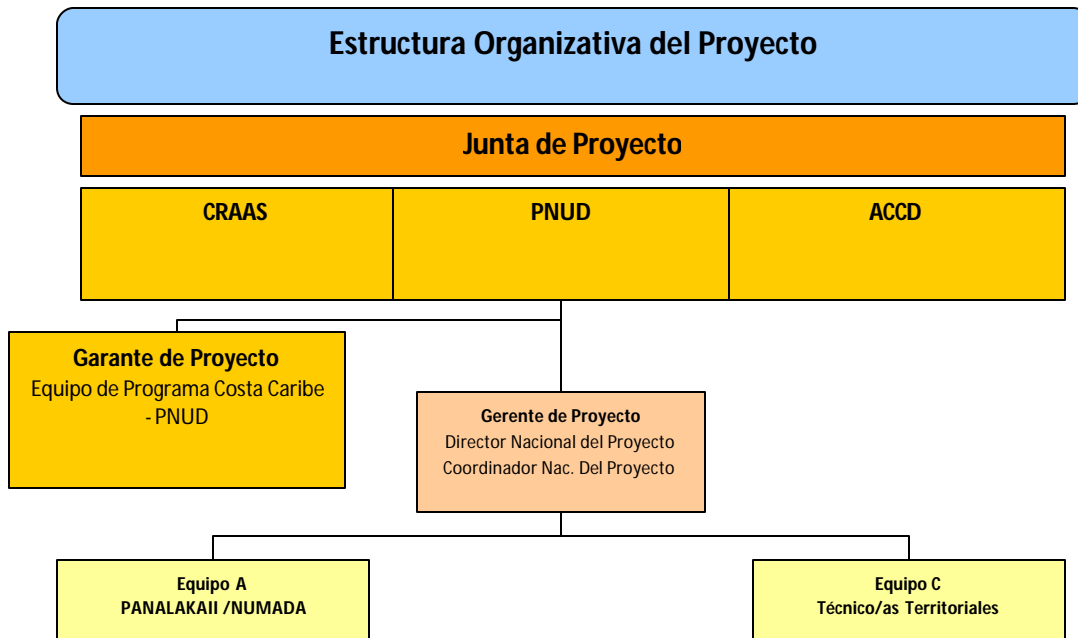 Estructura Organizativa del Proyecto
Junta de Proyecto
CRAAS
PNUD
ACCD
Garante de Proyecto
Equipo de Programa Costa Caribe
- PNUD
Gerente de Proyecto
Director Nacional del Proyecto
Coordinador Nac. Del Proyecto
Equipo A
PANALAKAII /NUMADA
Equipo C
Técnico/as Territoriales